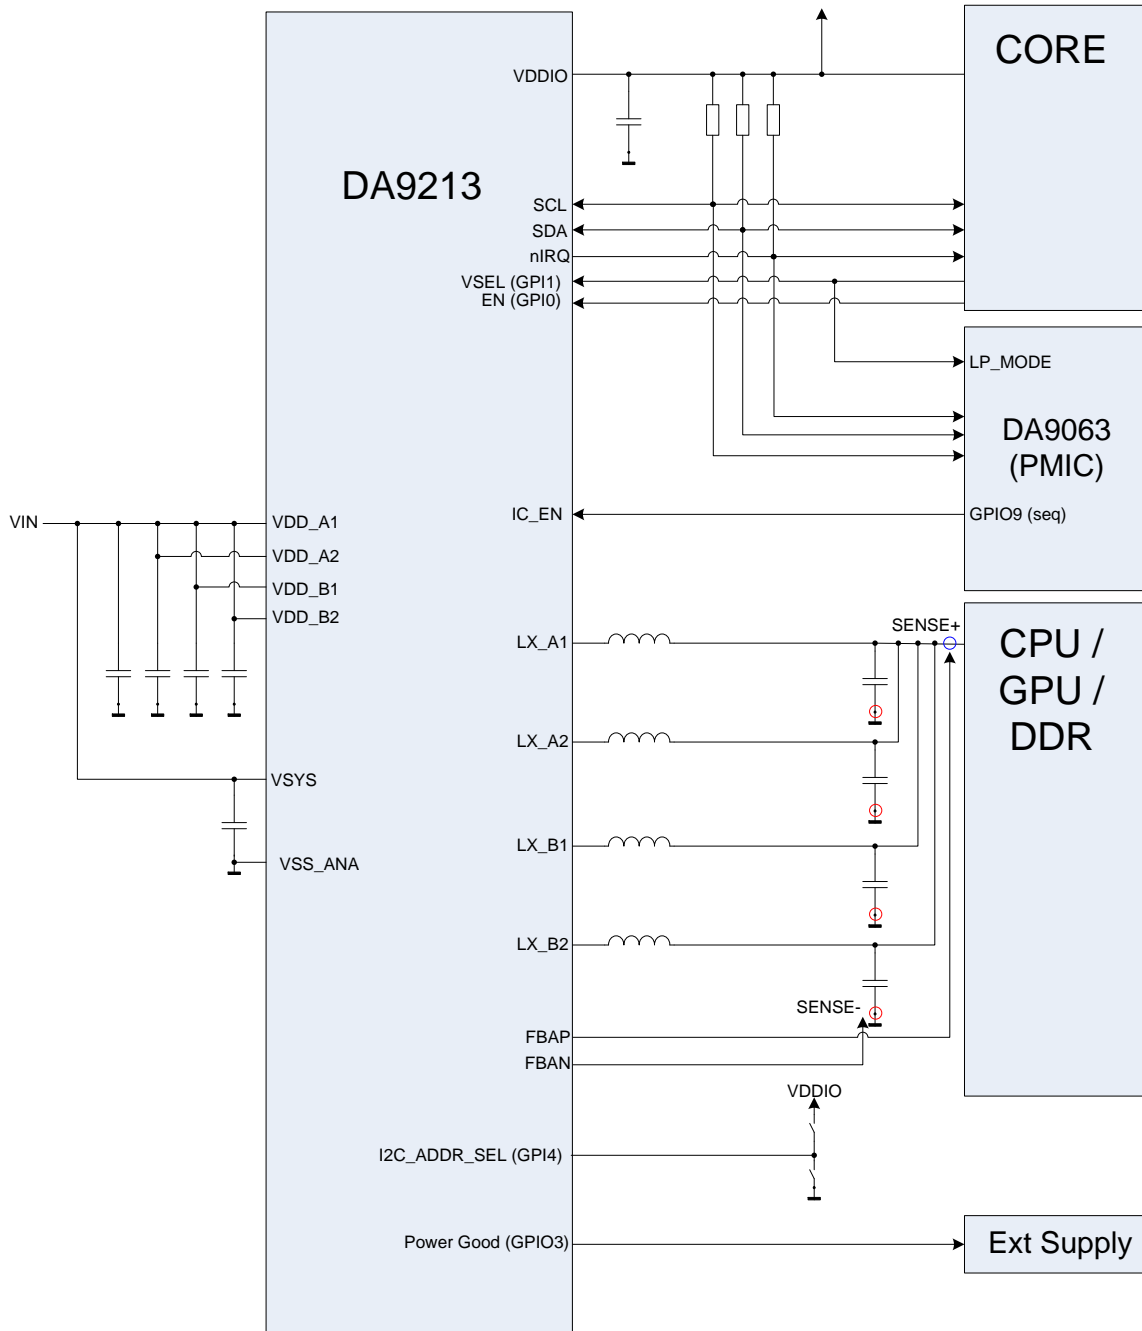 CORE
VDDIO
DA9213
SCL
SDA
nIRQ
VSEL (GPI1)
EN (GPI0)
LP_MODE
DA9063
(PMIC)
VIN
VDD_A1
IC_EN
GPIO9 (seq)
VDD_A2
VDD_B1
VDD_B2
SENSE+
LX_A1
CPU /
GPU /
DDR
LX_A2
VSYS
LX_B1
VSS_ANA
LX_B2
SENSE-
FBAP
FBAN
VDDIO
I2C_ADDR_SEL (GPI4)
Power Good (GPIO3)
Ext Supply